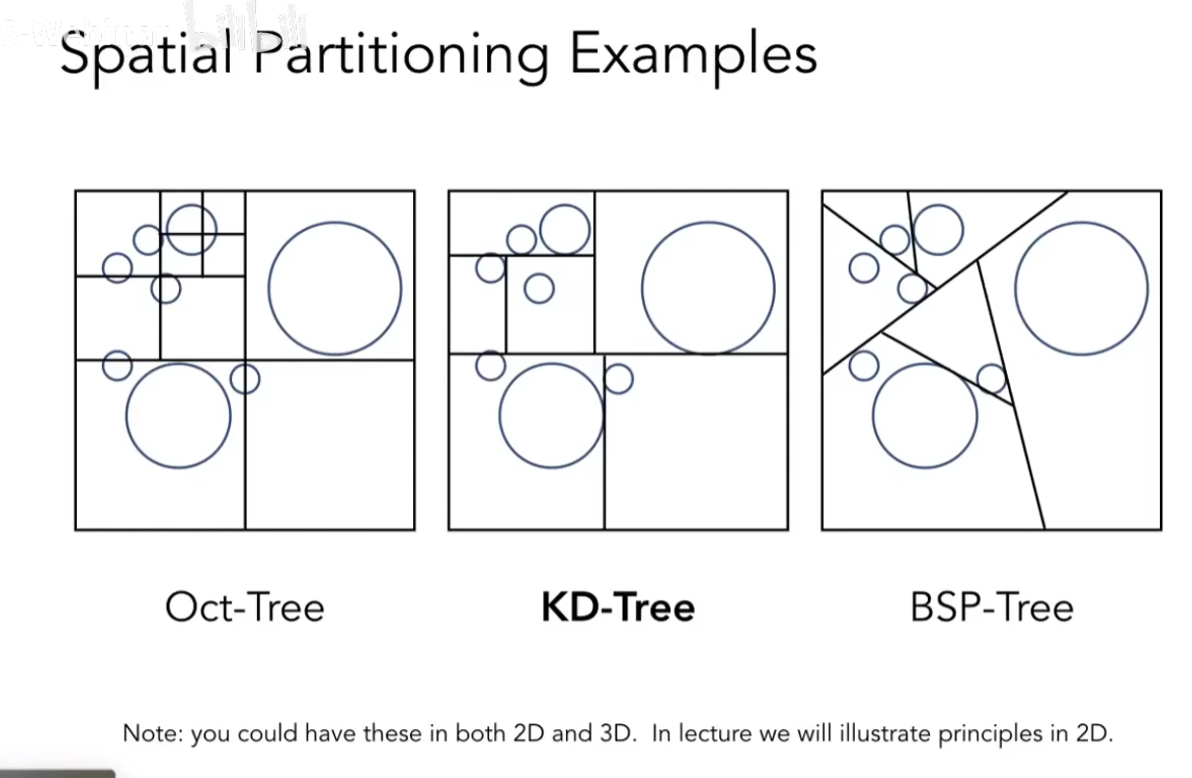 Spatial Partitioning Examples
Oct-Tree
KD-Tree
BSP-Tree
Note: you could have these in both 2D and 3D. In lecture we will illustrate principles in 2D.